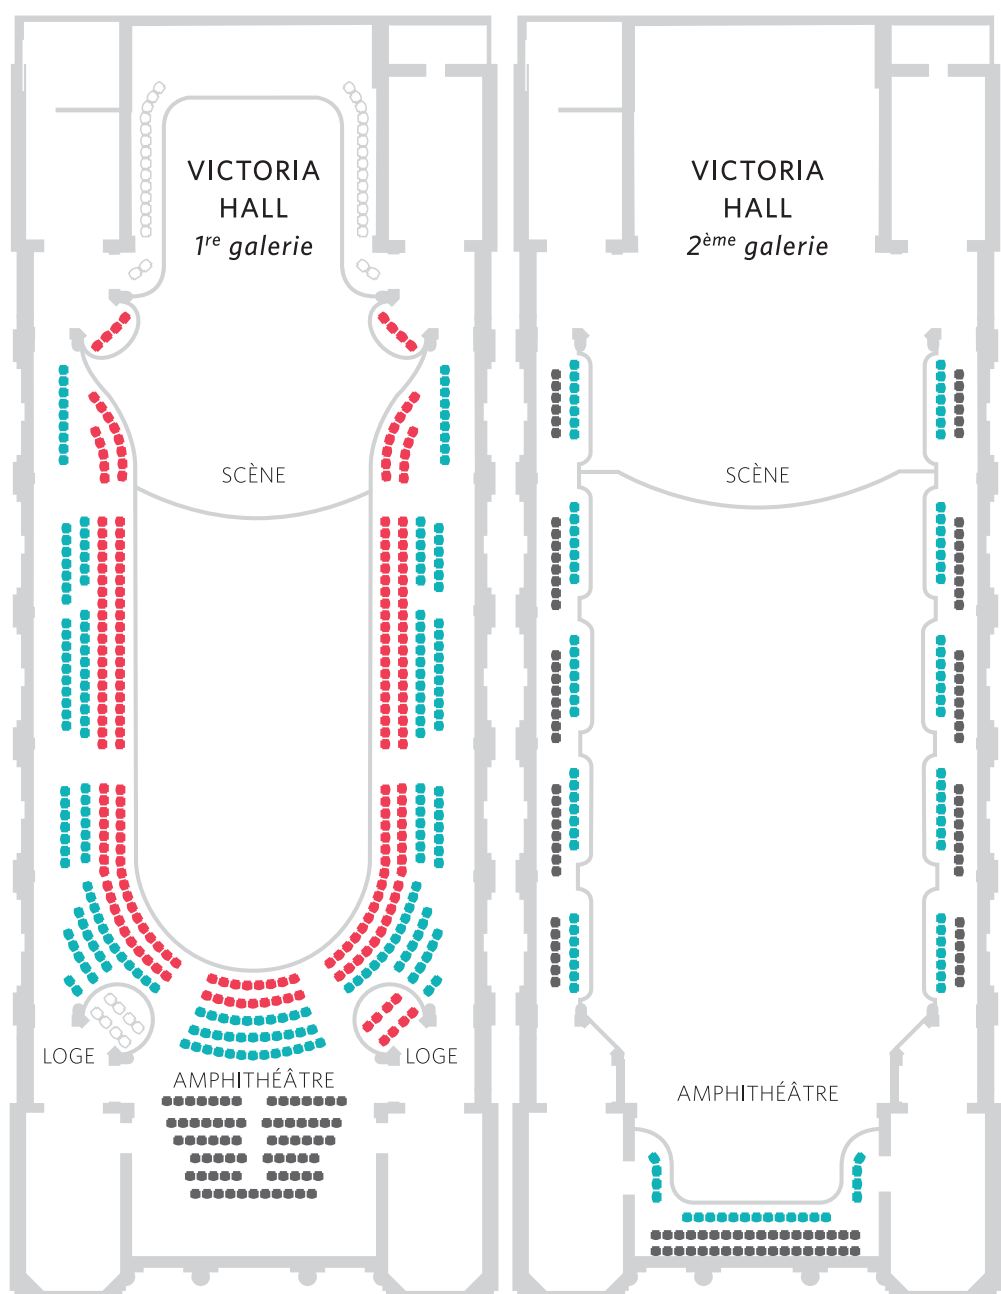 VICTORIA
HALL
1re galerie
SCÈNE
LOGE
LOGE
AMPHITHÉÂTRE
VICTORIA
HALL
2ème galerie
SCÈNE
AMPHITHÉÂTRE